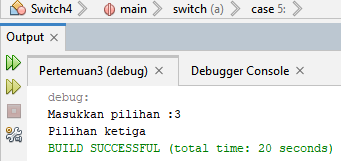 Switch4 main switch (a) case 5:
Output
Pertemuan3 (debug) Debugger Console
debug:
Masukkan pilihan :3
Pilihan ketiga
BUILD SUCCESSFUL (total time: 20 seconds)